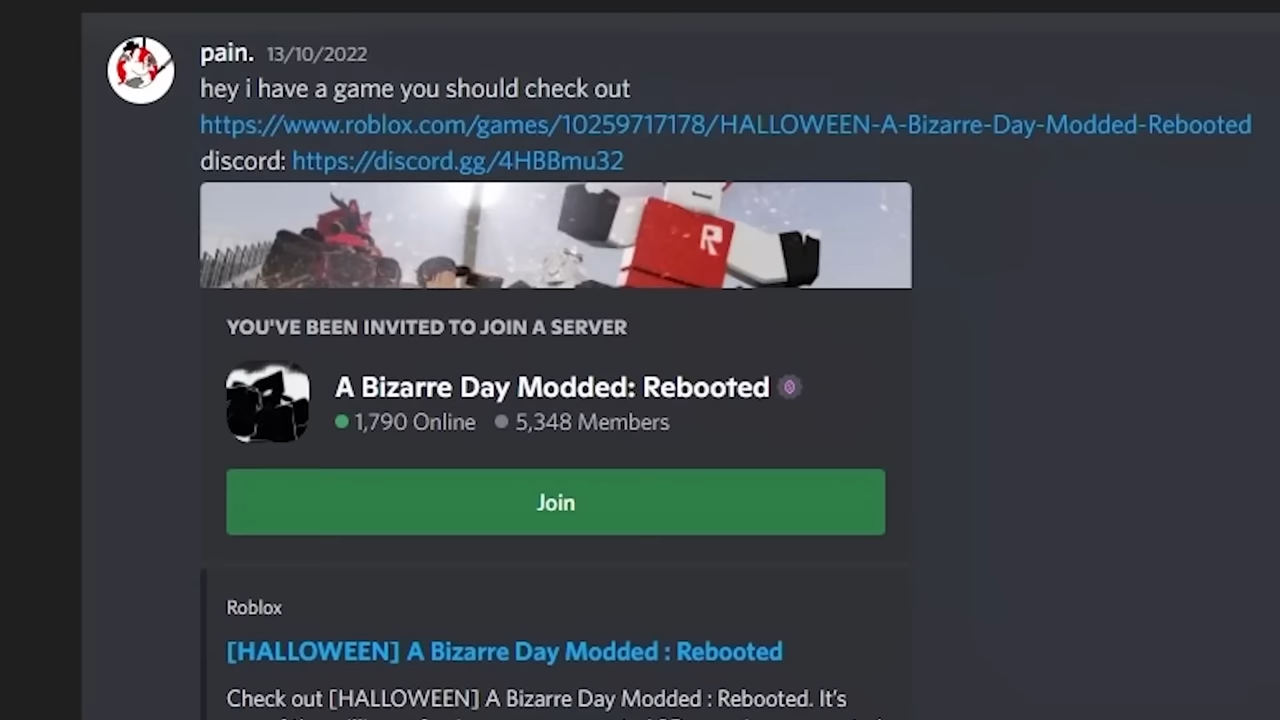 pain. 13/10/2022
hey i have a game you should check out
https://www.roblox.com/games/10259717178/HALLOWEEN-A-Bizarre-Day-Modded-Rebooted
discord: https://discord.gg/4HBBmu32
R
YOU'VE BEEN INVITED TO JOIN A SERVER
A Bizarre Day Modded: Rebooted
1,790 Online 5,348 Members
Join
Roblox
[HALLOWEEN] A Bizarre Day Modded : Rebooted
Check out [HALLOWEEN] A Bizarre Day Modded : Rebooted. It's